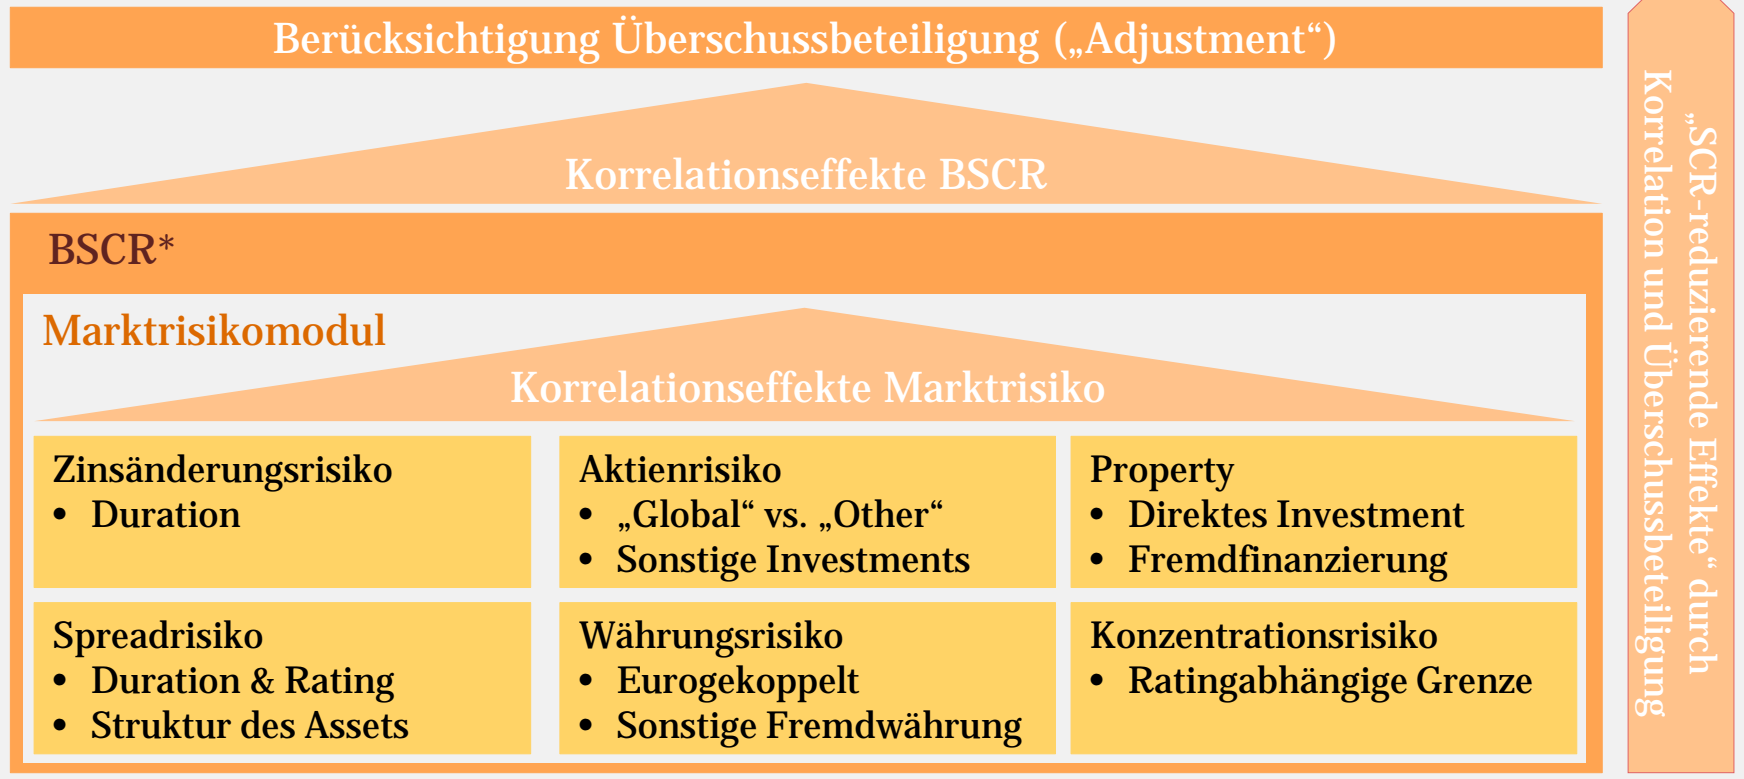 Berücksichtigung Überschussbeteiligung („Adjustment“)
Korrelationseffekte BSCR
BSCR*
Marktrisikomodul
Korrelationseffekte Marktrisiko
Zinsänderungsrisiko
• Duration
Aktienrisiko
• „Global“ vs. „Other“
• Sonstige Investments
Property
• Direktes Investment
• Fremdfinanzierung
Spreadrisiko
• Duration & Rating
• Struktur des Assets
Währungsrisiko
• Eurogekoppelt
• Sonstige Fremdwährung
Konzentrationsrisiko
• Ratingabhängige Grenze
„SCR-reduzierende Effekte“ durch
Korrelation und Überschussbeteiligung